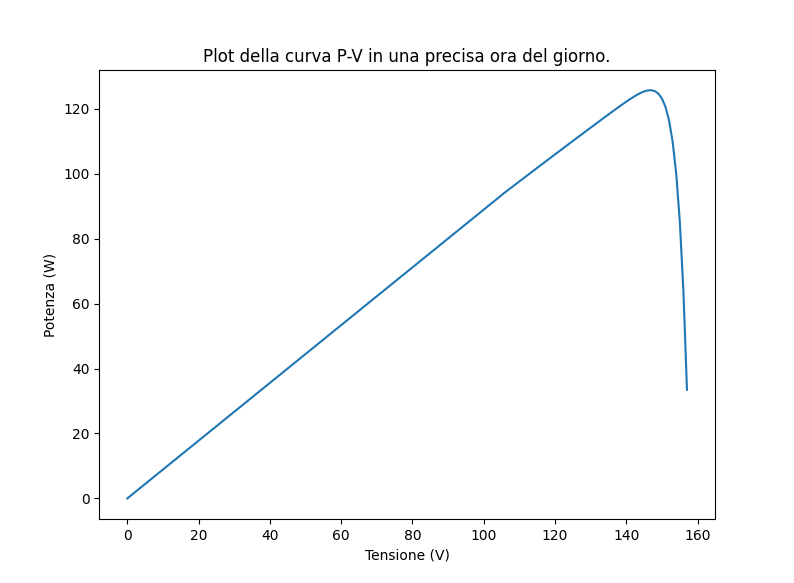 Plot della curva P-V in una precisa ora del giorno.
120
100
80
60
40
20
0
Potenza (W)
0 20 40 60 80 100 120 140 160
Tensione (V)